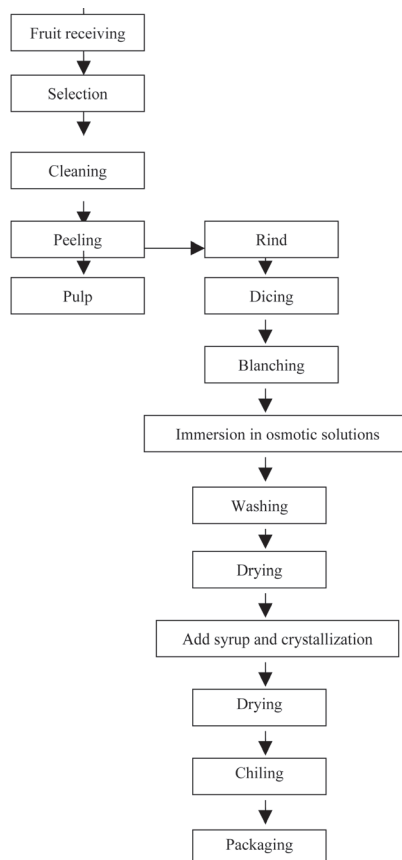 Fruit receiving
Selection
Cleaning
Peeling
Rind
Pulp
Dicing
Blanching
Immersion in osmotic solutions
Washing
Drying
Add syrup and crystallization
Drying
Chiling
Packaging